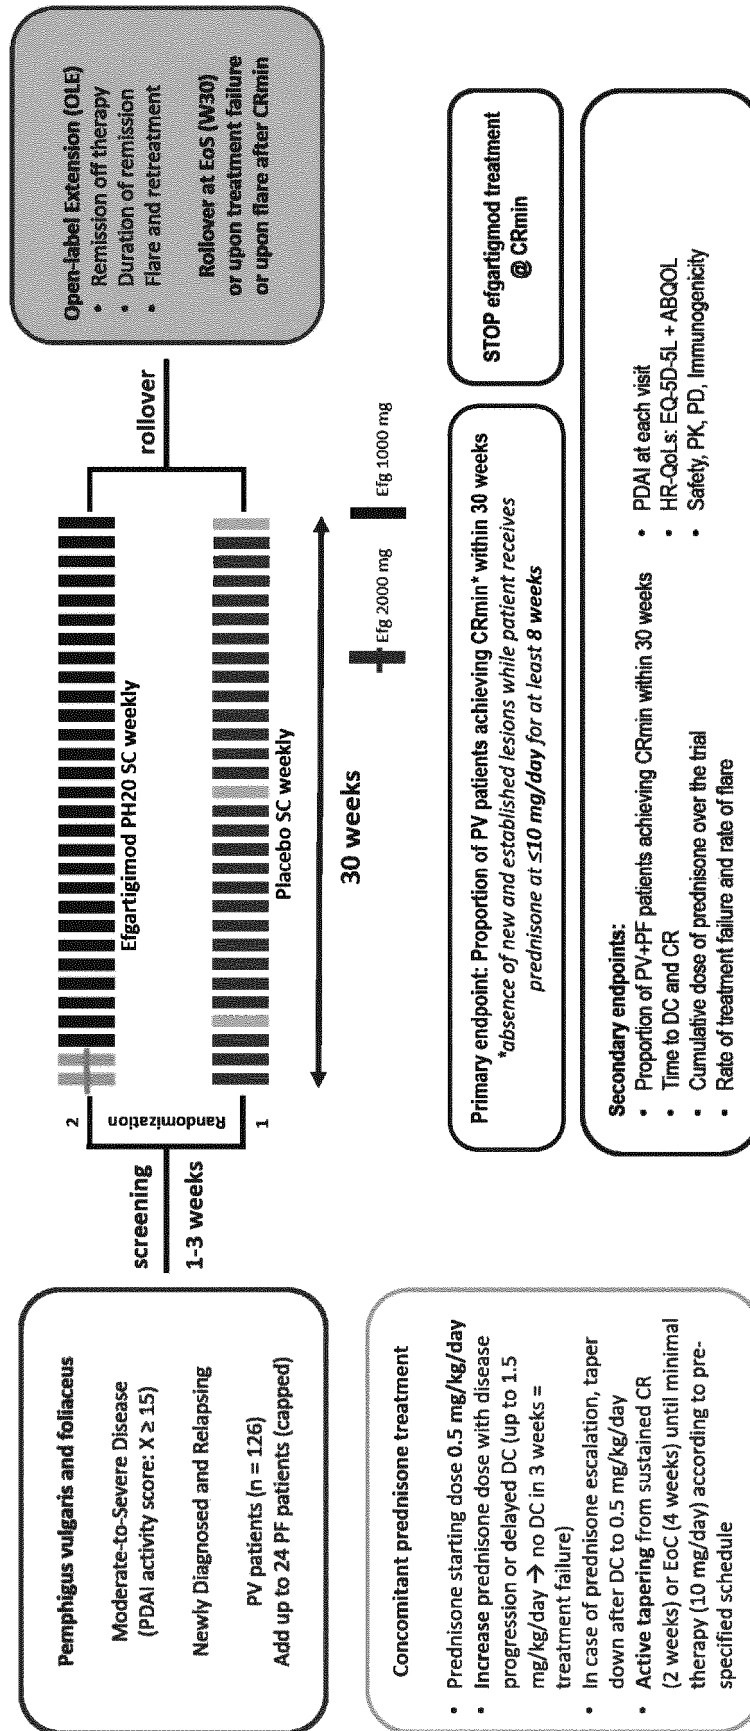 Pemphigus vulgaris and foliaceus
Moderate-to-Severe Disease
(PDAI activity score: X ≥ 15)
Newly Diagnosed and Relapsing
PV patients (n = 126)
Add up to 24 PF patients (capped)
screening
1-3 weeks
2
Randomization
1
Efgartigimod PH20 SC weekly
Placebo SC weekly
30 weeks
Efg 2000 mg
Efg 1000 mg
rollover
Open-label Extension (OLE)
• Remission off therapy
• Duration of remission
• Flare and retreatment
Rollover at EoS (W30)
or upon treatment failure
or upon flare after CRmin
Concomitant prednisone treatment
• Prednisone starting dose 0.5 mg/kg/day
• Increase prednisone dose with disease
progression or delayed DC (up to 1.5
mg/kg/day → no DC in 3 weeks =
treatment failure)
• In case of prednisone escalation, taper
down after DC to 0.5 mg/kg/day
• Active tapering from sustained CR
(2 weeks) or EoC (4 weeks) until minimal
therapy (10 mg/day) according to pre-
specified schedule
Primary endpoint: Proportion of PV patients achieving CRmin* within 30 weeks
*absence of new and established lesions while patient receives
prednisone at ≤10 mg/day for at least 8 weeks
STOP efgartigmod treatment
@ CRmin
Secondary endpoints:
• Proportion of PV+PF patients achieving CRmin within 30 weeks
• Time to DC and CR
• Cumulative dose of prednisone over the trial
• Rate of treatment failure and rate of flare
• PDAI at each visit
• HR-QoLs: EQ-5D-5L + ABQOL
• Safety, PK, PD, Immunogenicity